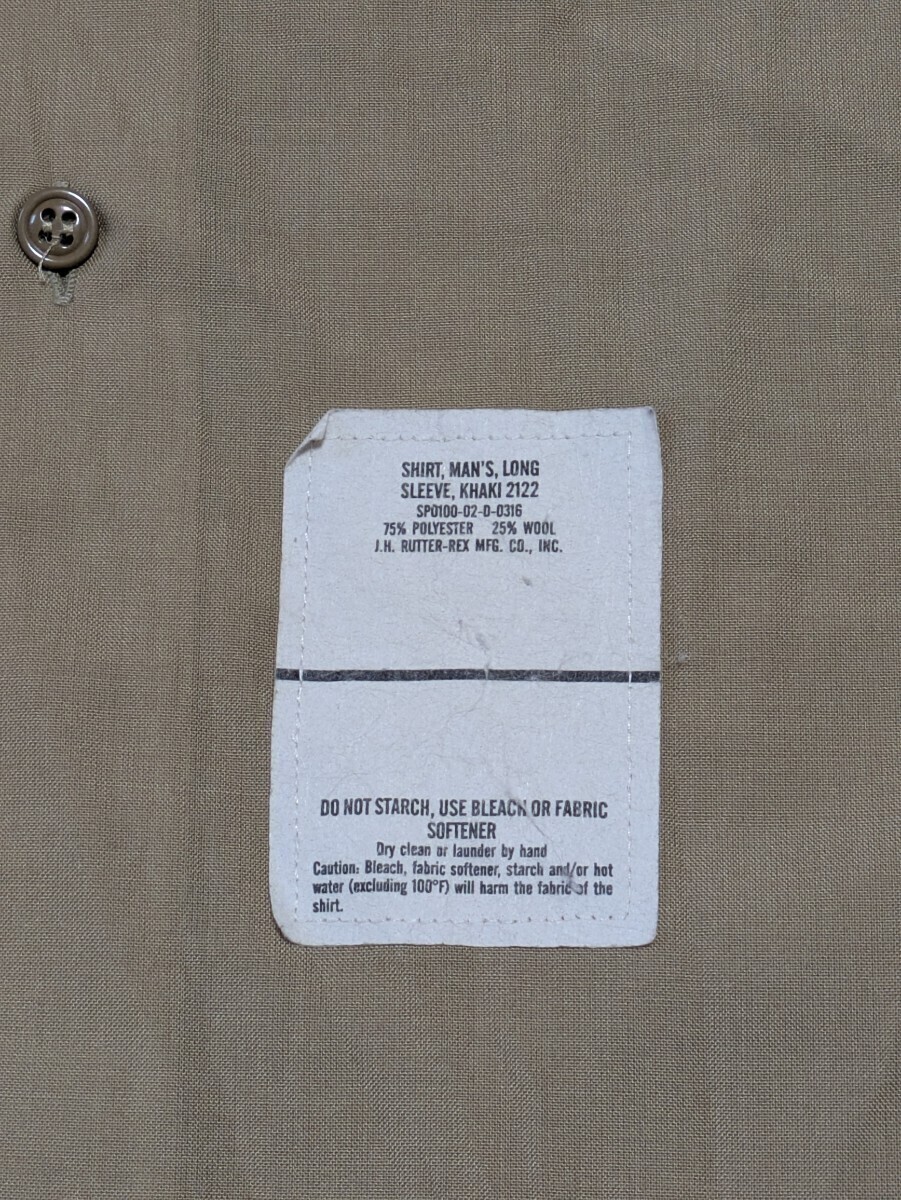 SHIRT, MAN'S, LONG
SLEEVE, KHAKI 2122
SP0100-02-D-0316
75% POLYESTER 25% WOOL
J.H. RUTTER-REX MFG. CO., INC.
DO NOT STARCH, USE BLEACH OR FABRIC
SOFTENER
Dry clean or launder by hand
Caution: Bleach, fabric softener, starch and/or hot
water (excluding 100°F) will harm the fabric of the
shirt.